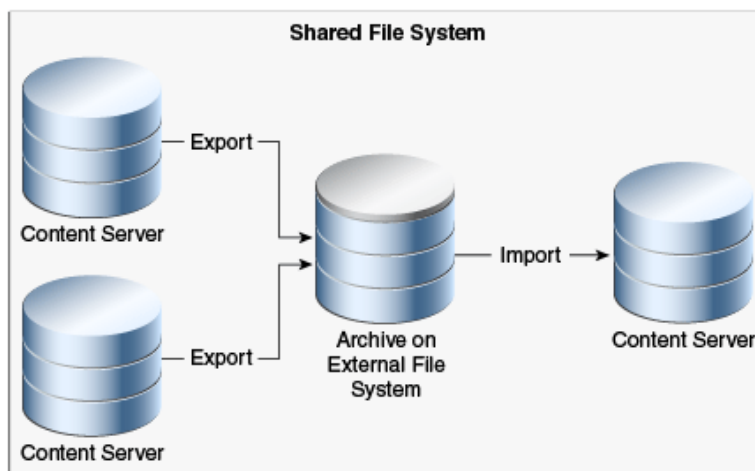 Shared File System
Export
Content Server
Export
Content Server
Archive on
External File
System
Import
Content Server